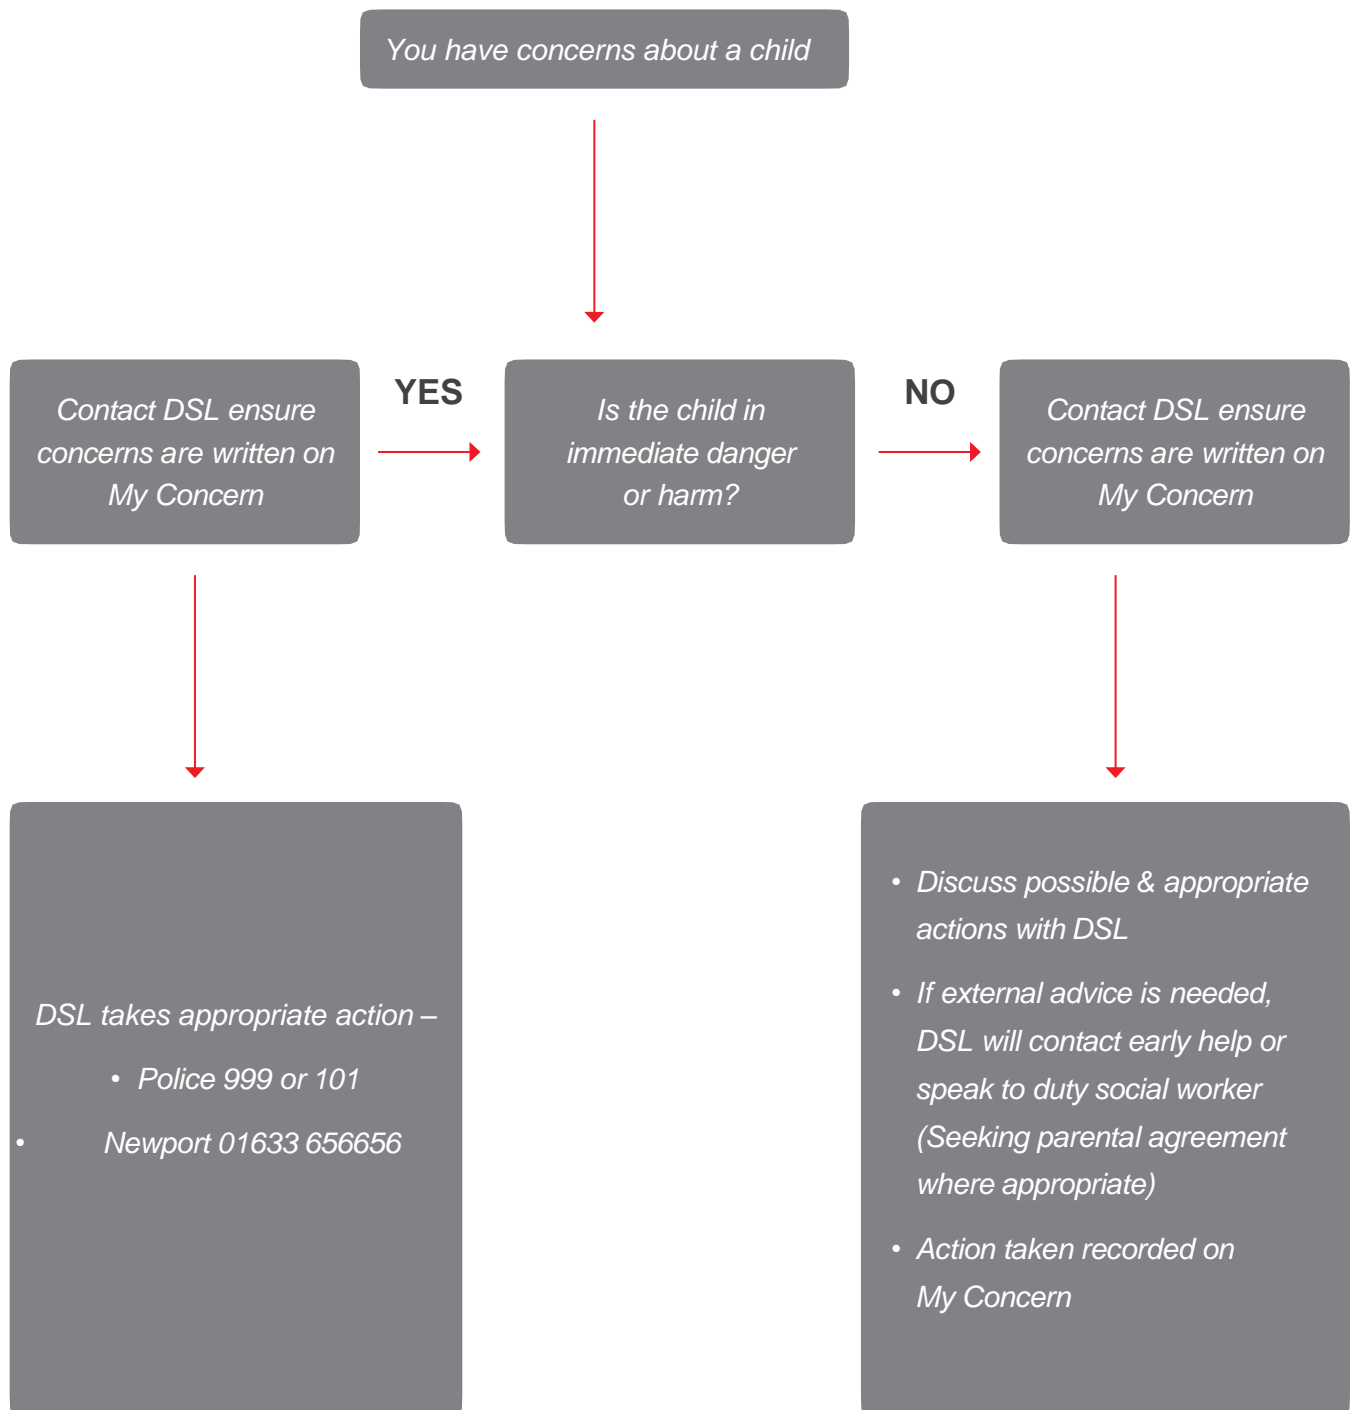 You have concerns about a child
Contact DSL ensure
concerns are written on
My Concern
YES
Is the child in
immediate danger
or harm?
NO
Contact DSL ensure
concerns are written on
My Concern
DSL takes appropriate action –
• Police 999 or 101
• Newport 01633 656656
• Discuss possible & appropriate
actions with DSL
• If external advice is needed,
DSL will contact early help or
speak to duty social worker
(Seeking parental agreement
where appropriate)
• Action taken recorded on
My Concern